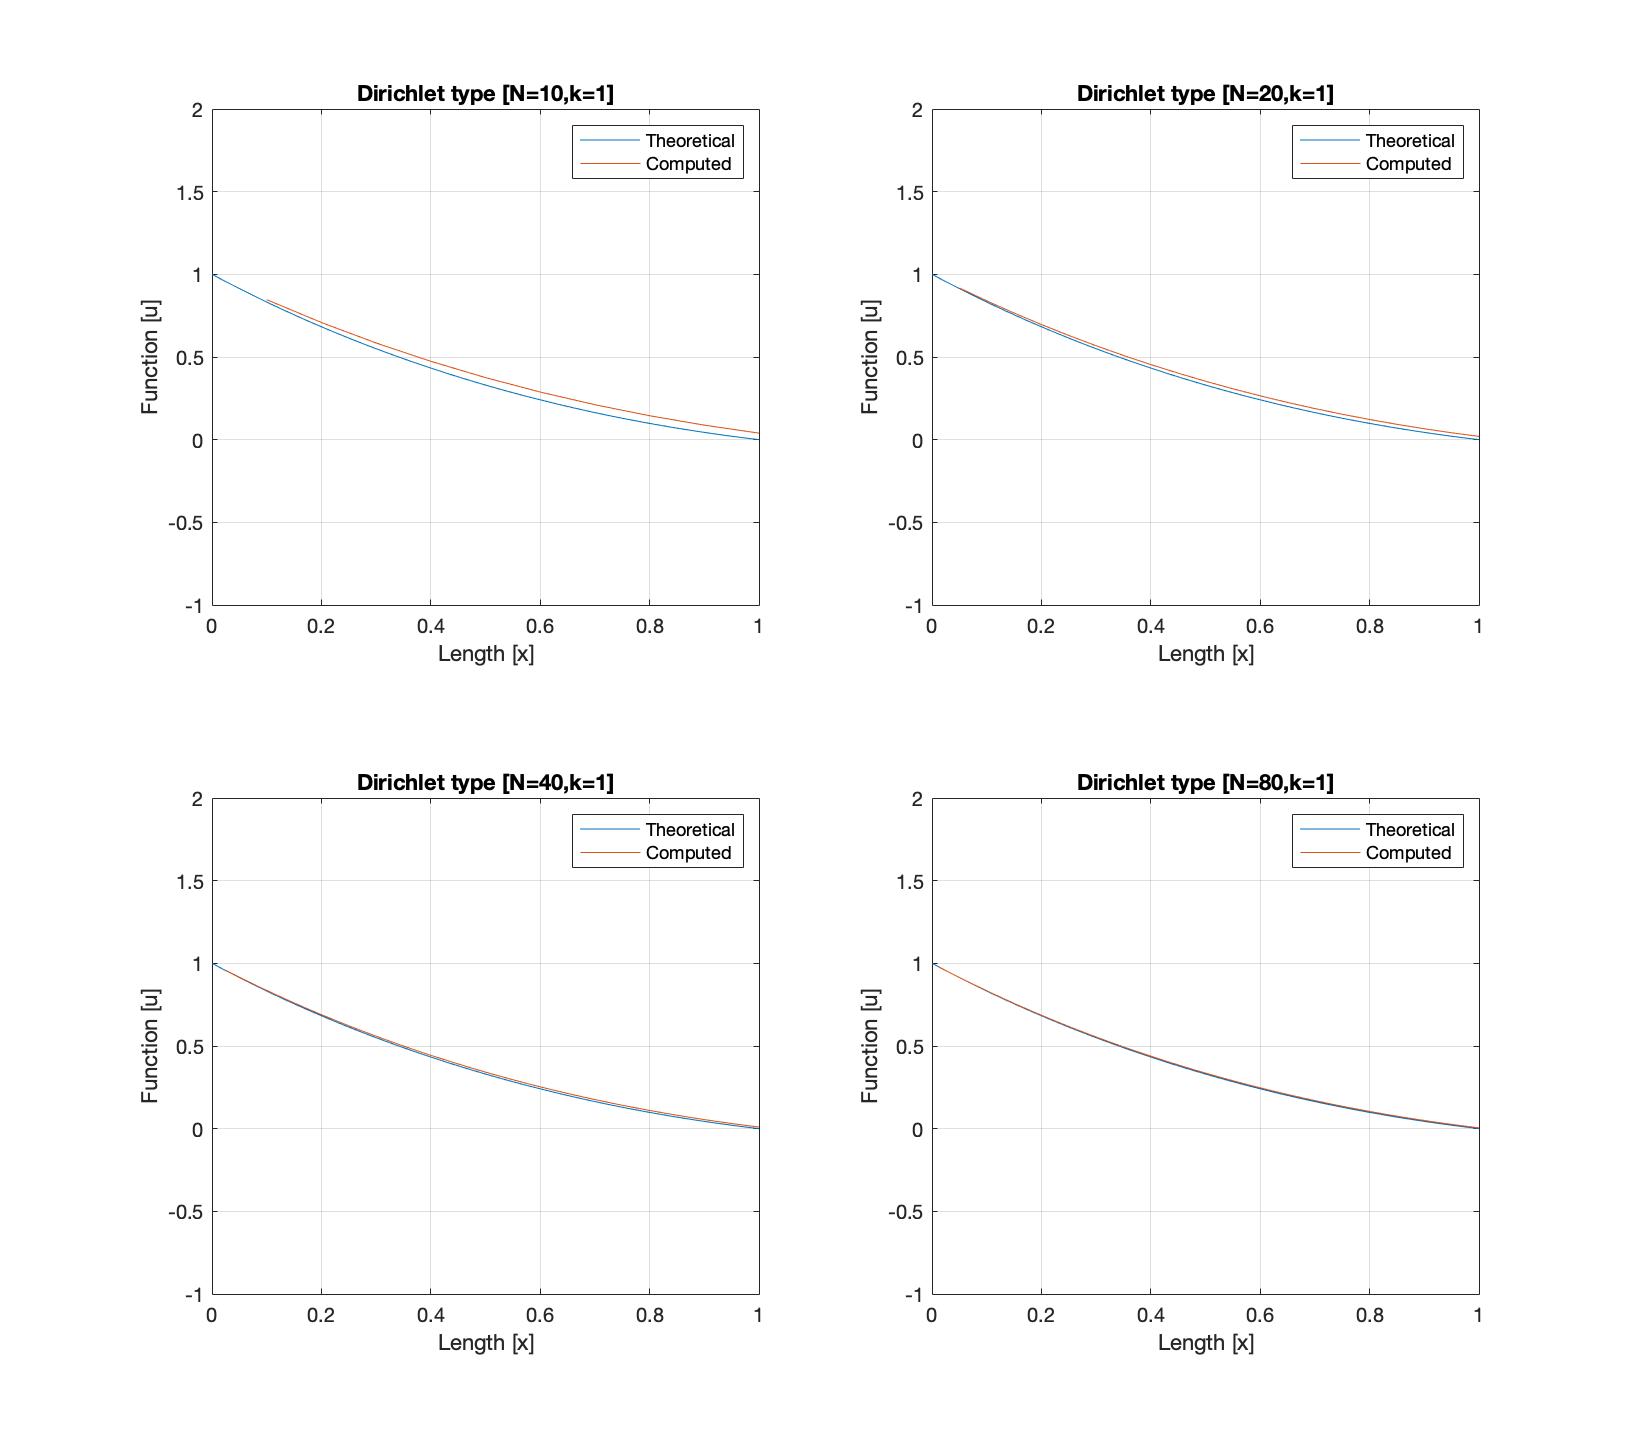 Dirichlet type [N=10,k=1]
2
1.5
1
0.5
0
-0.5
-1
Function [u]
Theoretical
Computed
0 0.2 0.4 0.6 0.8 1
Length [x]
Dirichlet type [N=20,k=1]
2
1.5
1
0.5
0
-0.5
-1
Function [u]
Theoretical
Computed
0 0.2 0.4 0.6 0.8 1
Length [x]
Dirichlet type [N=40,k=1]
2
1.5
1
0.5
0
-0.5
-1
Function [u]
Theoretical
Computed
0 0.2 0.4 0.6 0.8 1
Length [x]
Dirichlet type [N=80,k=1]
2
1.5
1
0.5
0
-0.5
-1
Function [u]
Theoretical
Computed
0 0.2 0.4 0.6 0.8 1
Length [x]